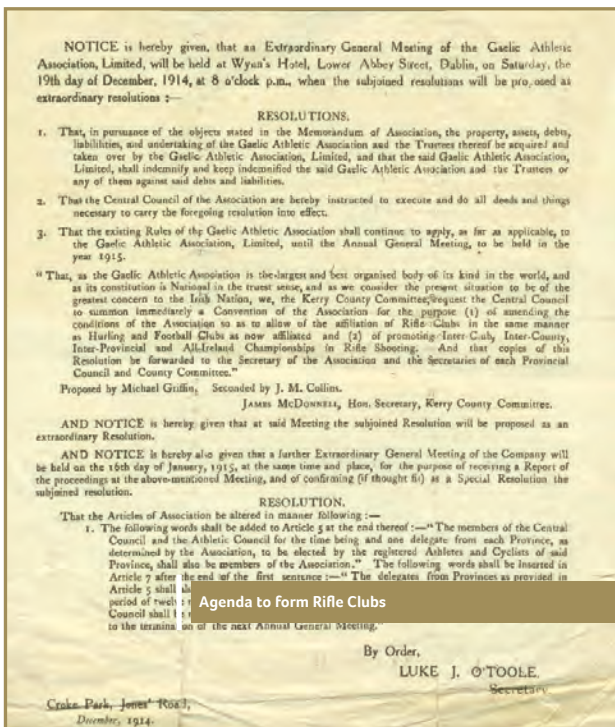 NOTICE is hereby given, that an Extraordinary General Meeting of the Gaelic Athletic
Association, Limited, will be held at Wynn's Hotel, Lower Abbey Street, Dublin, on Saturday, the
19th day of December, 1914, at 8 o'clock p.m., when the subjoined resolutions will be proposed as
extraordinary resolutions :—
RESOLUTIONS.
1. That, in pursuance of the objects stated in the Memorandum of Association, the property, assets, debts,
liabilities, and undertaking of the Gaelic Athletic Association and the Trustees thereof be acquired and
taken over by the Gaelic Athletic Association, Limited, and that the said Gaelic Athletic Association,
Limited, shall indemnify and keep indemnified the said Gaelic Athletic Association and the Trustees or
any of them against said debts and liabilities.
2. That the Central Council of the Association are hereby instructed to execute and do all deeds and things
necessary to carry the foregoing resolution into effect.
3. That the existing Rules of the Gaelic Athletic Association shall continue to apply, as far as applicable, to
the Gaelic Athletic Association, Limited, until the Annual General Meeting, to be held in the
year 1915.
"That, as the Gaelic Athletic Association is the largest and best organised body of its kind in the world, and
as its constitution is National in the truest sense, and as we consider the present situation to be of the
greatest concern to the Irish Nation, we, the Kerry County Committee, request the Central Council
to summon immediately a Convention of the Association for the purpose (1) of amending the
conditions of the Association so as to allow of the affiliation of Rifle Clubs in the same manner
as Hurling and Football Clubs as now affiliated and (2) of promoting Inter-Club, Inter-County,
Inter-Provincial and All-Ireland Championships in Rifle Shooting. And that copies of this
Resolution be forwarded to the Secretary of the Association and the Secretaries of each Provincial
Council and County Committee."
Proposed by Michael Griffin, Seconded by J. M. Collins.
JAMES McDONNELL, Hon. Secretary, Kerry County Committee.
AND NOTICE is hereby given that at said Meeting the subjoined Resolution will be proposed as an
extraordinary Resolution.
AND NOTICE is hereby also given that a further Extraordinary General Meeting of the Company will
be held on the 16th day of January, 1915, at the same time and place, for the purpose of receiving a Report of
the proceedings at the above-mentioned Meeting, and of confirming (if thought fit) as a Special Resolution the
subjoined resolution.
RESOLUTION.
That the Articles of Association be altered in manner following :—
1. The following words shall be added to Article 5 at the end thereof :—"The members of the Central
Council and the Athletic Council for the time being and one delegate from each Province, as
determined by the Association, to be elected by the registered Athletes and Cyclists of said
Province, shall also be members of the Association." The following words shall be inserted in
Article 7 after the end of the first sentence :—"The delegates from Provinces as provided in
Article 5 shall
period of twelve
Council shall
to the termination of the next Annual General Meeting."
Agenda to form Rifle Clubs
By Order,
LUKE J. O'TOOLE,
Secretary.
Croke Park, Jones' Road,
December, 1914.